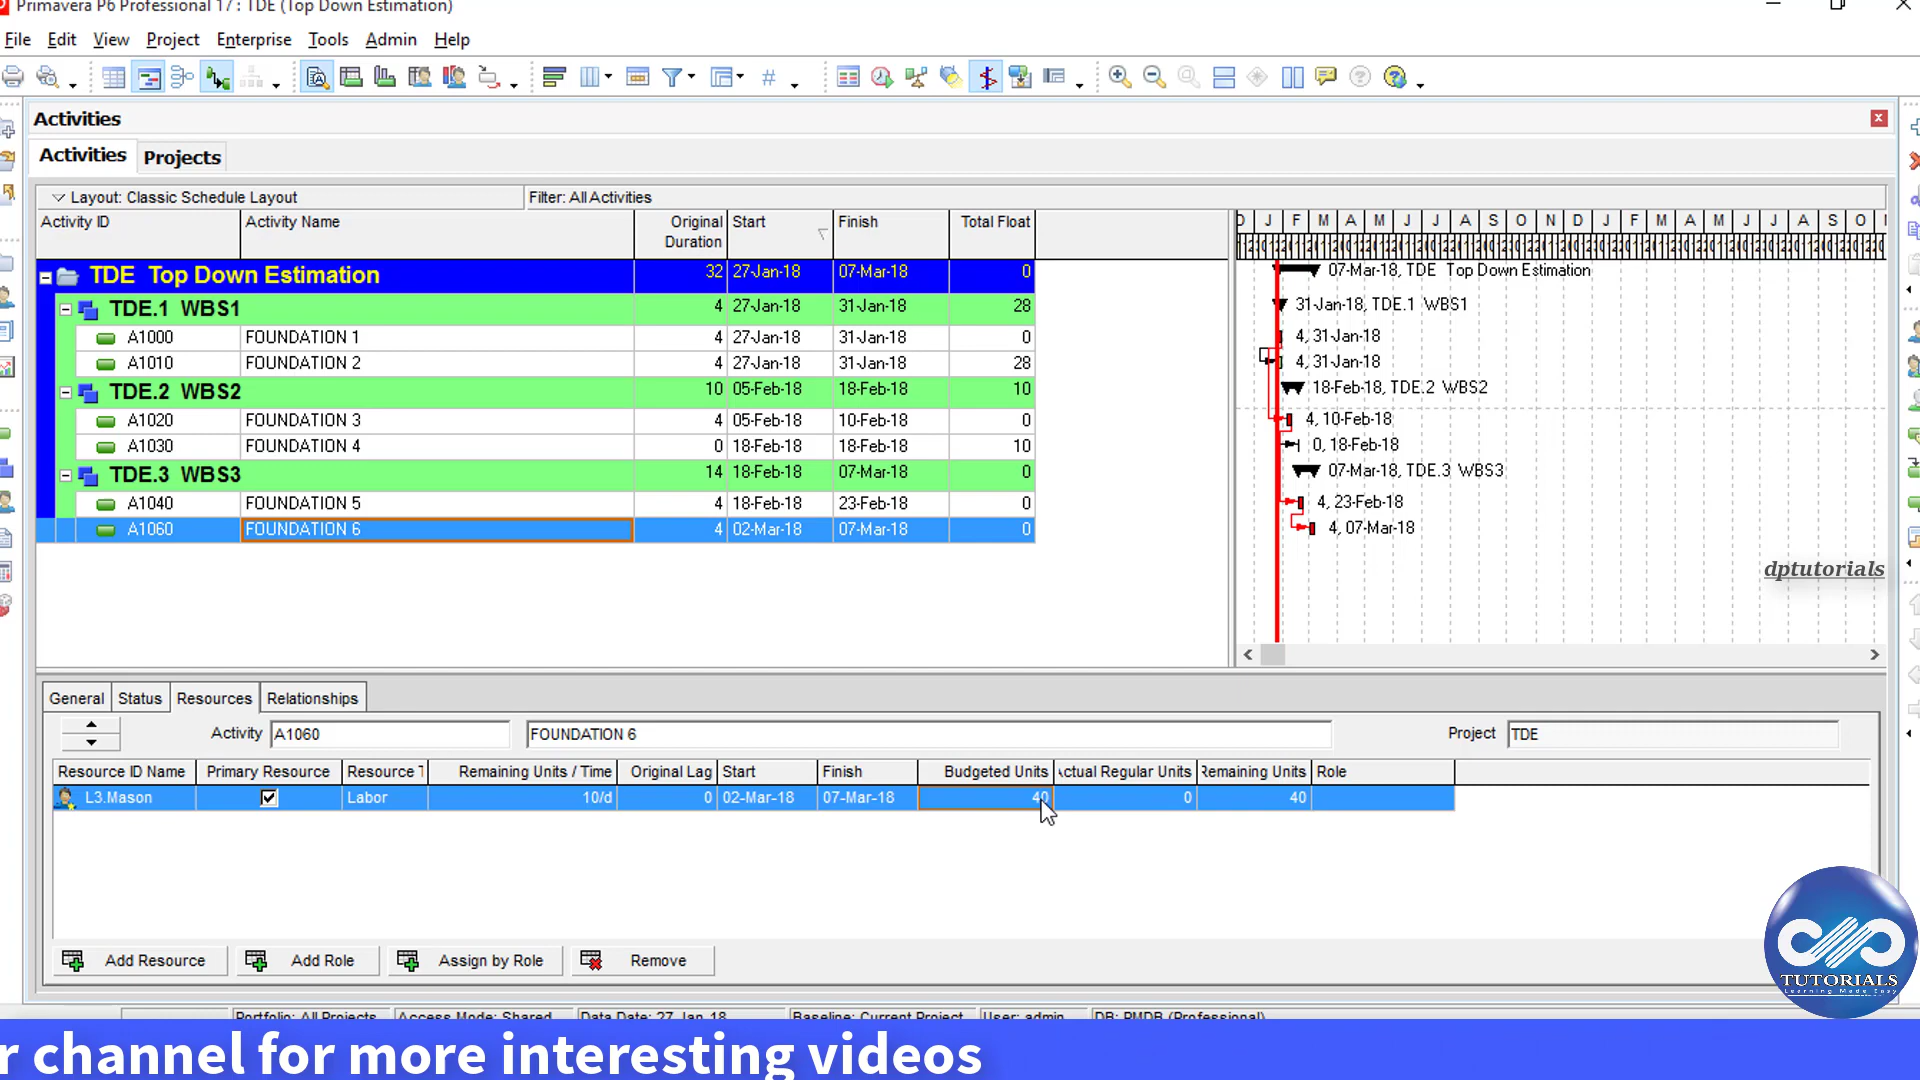 Primavera P6 Professional 17 : TDE (Top Down Estimation)
File Edit View Project Enterprise Tools Admin Help
Activities
Activities Projects
Layout: Classic Schedule Layout Filter: All Activities
Activity ID Activity Name Original Duration Start Finish Total Float
J F M A M J J A S O N D J F M A M J J A S O
TDE Top Down Estimation 32 27-Jan-18 07-Mar-18 0 07-Mar-18, TDE Top Down Estimation
TDE.1 WBS1 4 27-Jan-18 31-Jan-18 28 31-Jan-18, TDE.1 WBS1
A1000 FOUNDATION 1 4 27-Jan-18 31-Jan-18 0 4, 31-Jan-18
A1010 FOUNDATION 2 4 27-Jan-18 31-Jan-18 28 4, 31-Jan-18
TDE.2 WBS2 10 05-Feb-18 18-Feb-18 10 18-Feb-18, TDE.2 WBS2
A1020 FOUNDATION 3 4 05-Feb-18 10-Feb-18 0 4, 10-Feb-18
A1030 FOUNDATION 4 0 18-Feb-18 18-Feb-18 10 0, 18-Feb-18
TDE.3 WBS3 14 18-Feb-18 07-Mar-18 0 07-Mar-18, TDE.3 WBS3
A1040 FOUNDATION 5 4 18-Feb-18 23-Feb-18 0 4, 23-Feb-18
A1060 FOUNDATION 6 4 02-Mar-18 07-Mar-18 0 4, 07-Mar-18
dptutorials
General Status Resources Relationships
Activity A1060 FOUNDATION 6 Project TDE
Resource ID Name Primary Resource Resource T Remaining Units / Time Original Lag Start Finish Budgeted Units ctual Regular Units Remaining Units Role
L3.Mason Labor 10/d 0 02-Mar-18 07-Mar-18 40 0 40
Add Resource Add Role Assign by Role Remove
TUTORIALS
Learning Made Easy
Portfolio: All Projects Access Mode: Shared Data Date: 27-Jan-18 Baseline: Current Project User: admin DB: PMDB (Professional)
r channel for more interesting videos